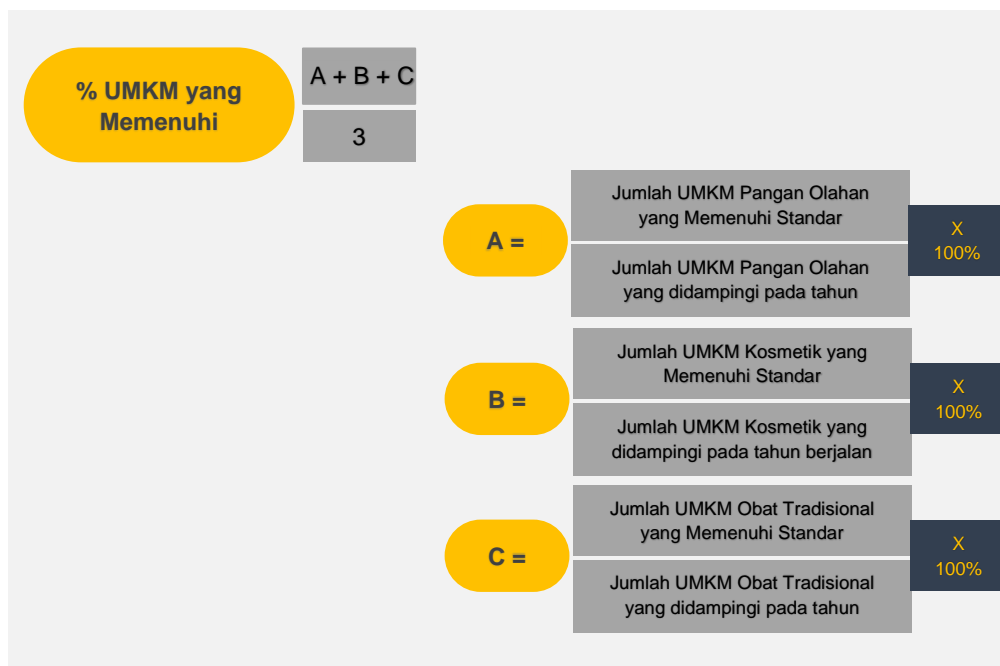 % UMKM yang
Memenuhi
A + B + C
3
A =
Jumlah UMKM Pangan Olahan
yang Memenuhi Standar
Jumlah UMKM Pangan Olahan
yang didampingi pada tahun
X
100%
B =
Jumlah UMKM Kosmetik yang
Memenuhi Standar
Jumlah UMKM Kosmetik yang
didampingi pada tahun berjalan
X
100%
C =
Jumlah UMKM Obat Tradisional
yang Memenuhi Standar
Jumlah UMKM Obat Tradisional
yang didampingi pada tahun
X
100%